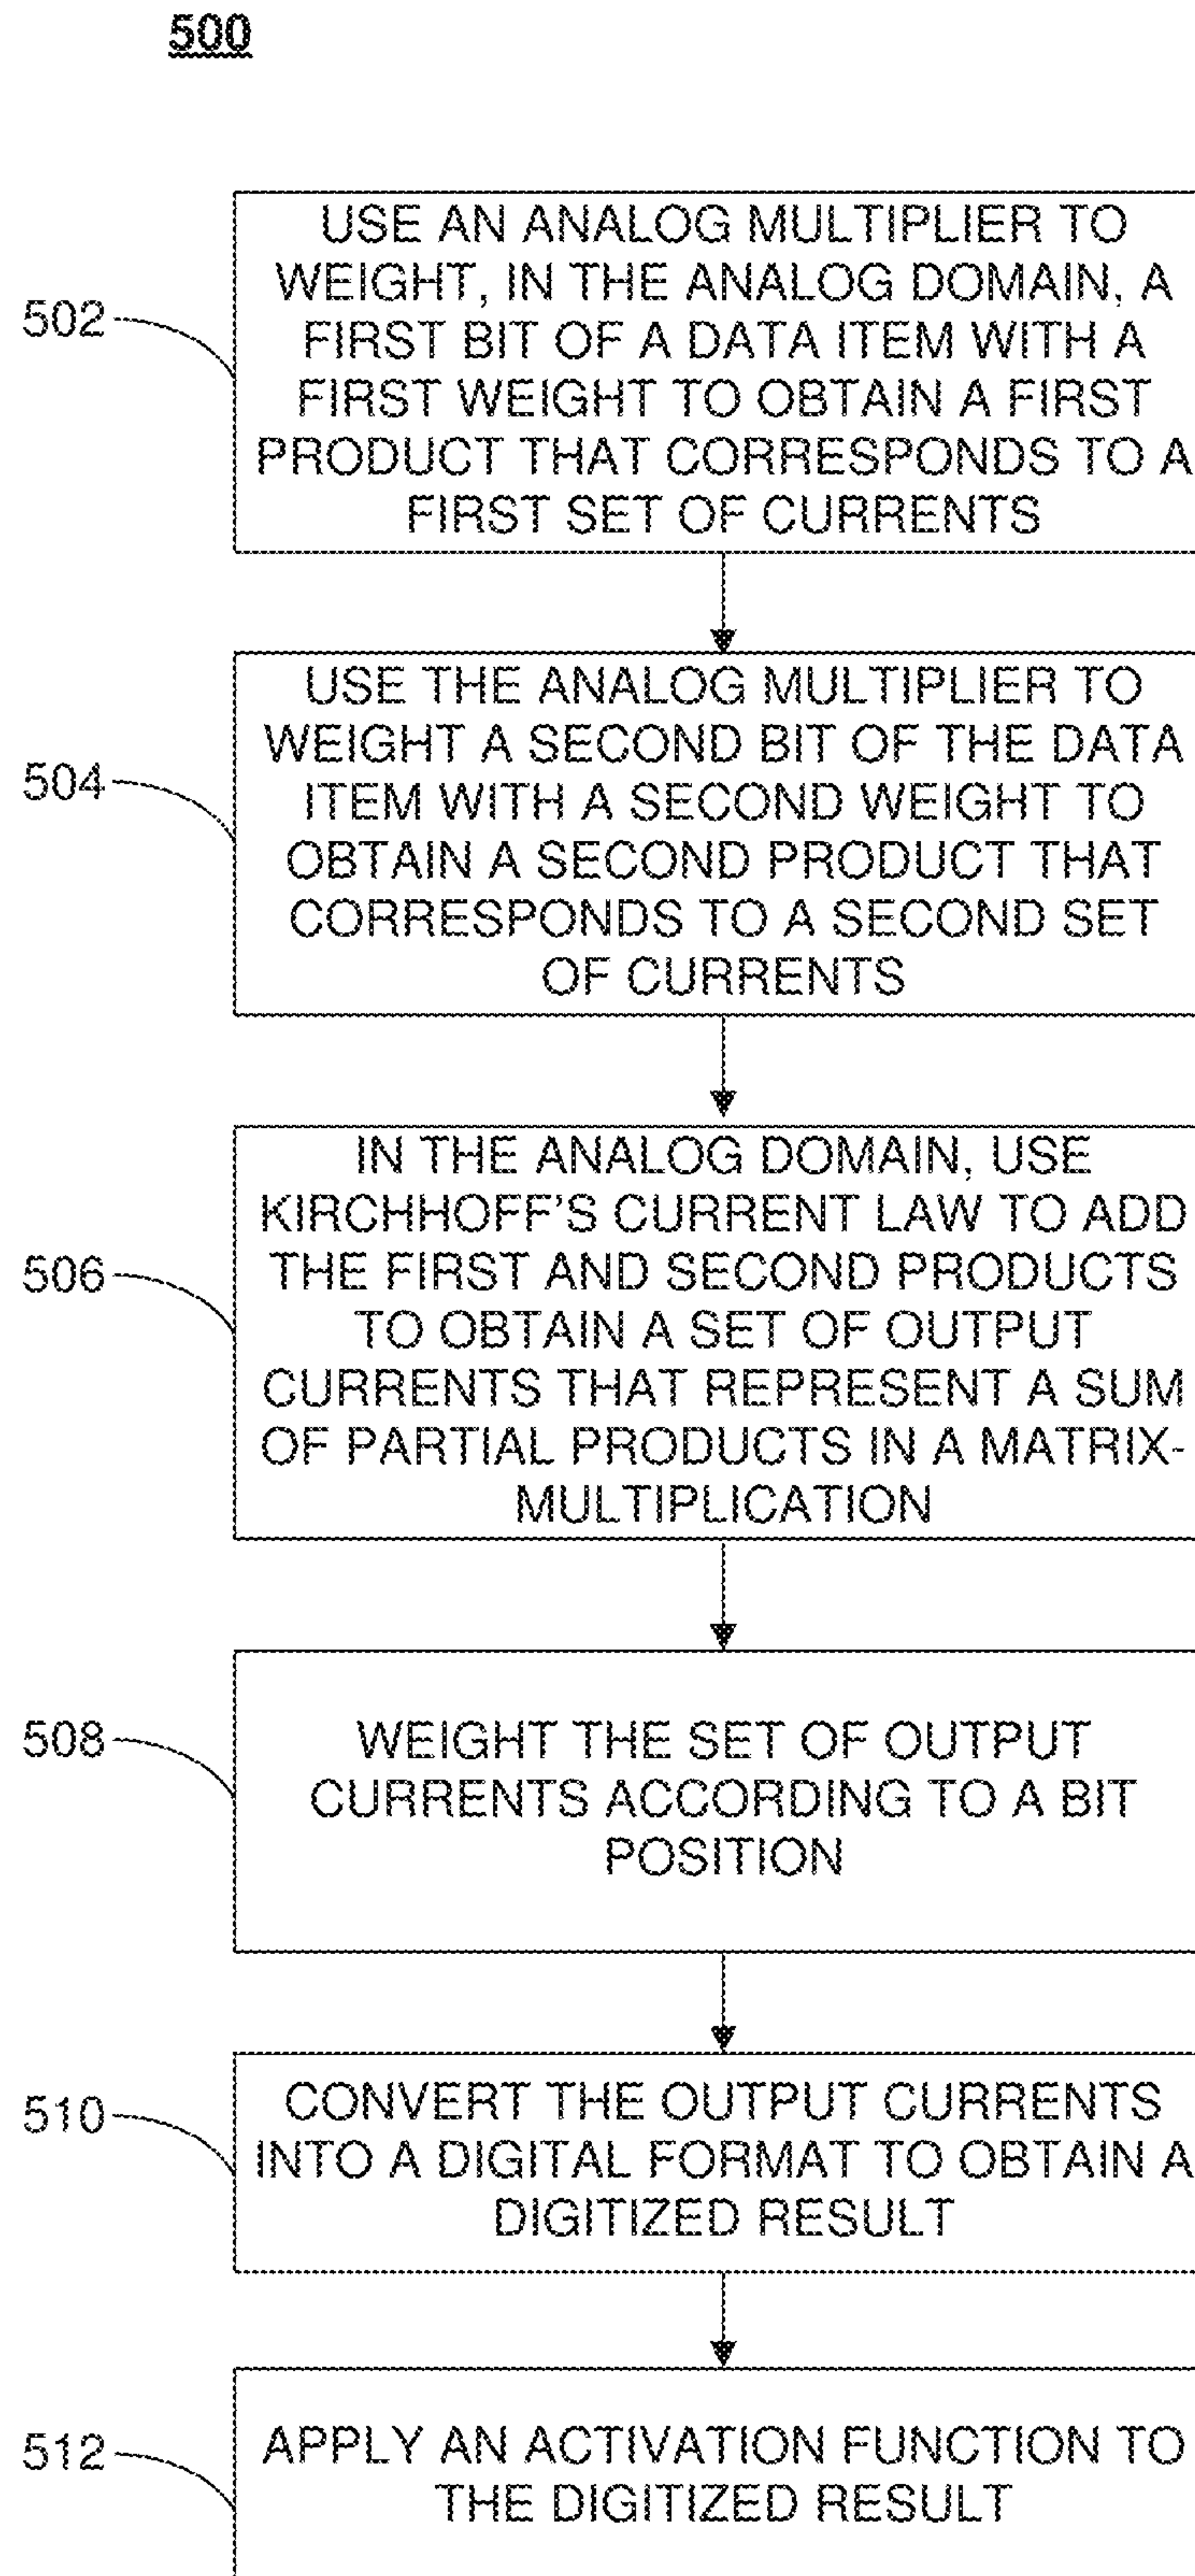 500
502
USE AN ANALOG MULTIPLIER TO
WEIGHT, IN THE ANALOG DOMAIN, A
FIRST BIT OF A DATA ITEM WITH A
FIRST WEIGHT TO OBTAIN A FIRST
PRODUCT THAT CORRESPONDS TO A
FIRST SET OF CURRENTS
504
USE THE ANALOG MULTIPLIER TO
WEIGHT A SECOND BIT OF THE DATA
ITEM WITH A SECOND WEIGHT TO
OBTAIN A SECOND PRODUCT THAT
CORRESPONDS TO A SECOND SET
OF CURRENTS
506
IN THE ANALOG DOMAIN, USE
KIRCHHOFF'S CURRENT LAW TO ADD
THE FIRST AND SECOND PRODUCTS
TO OBTAIN A SET OF OUTPUT
CURRENTS THAT REPRESENT A SUM
OF PARTIAL PRODUCTS IN A MATRIX-
MULTIPLICATION
508
WEIGHT THE SET OF OUTPUT
CURRENTS ACCORDING TO A BIT
POSITION
510
CONVERT THE OUTPUT CURRENTS
INTO A DIGITAL FORMAT TO OBTAIN A
DIGITIZED RESULT
512
APPLY AN ACTIVATION FUNCTION TO
THE DIGITIZED RESULT